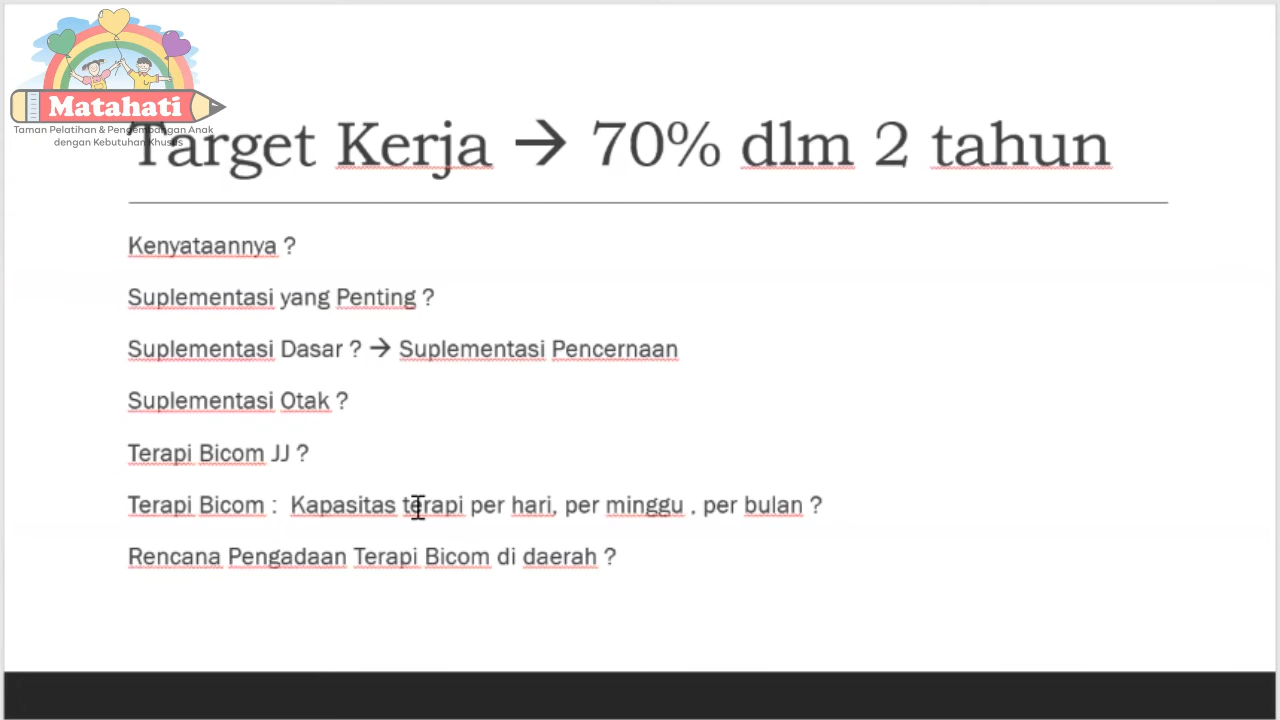 Matahati
Taman Pelatihan & Pengembangan Anak
dengan Kebutuhan Khusus
Target Kerja → 70% dlm 2 tahun
Kenyataannya ?
Suplementasi yang Penting ?
Suplementasi Dasar ? → Suplementasi Pencernaan
Suplementasi Otak ?
Terapi Bicom JJ ?
Terapi Bicom : Kapasitas terapi per hari, per minggu . per bulan ?
Rencana Pengadaan Terapi Bicom di daerah ?